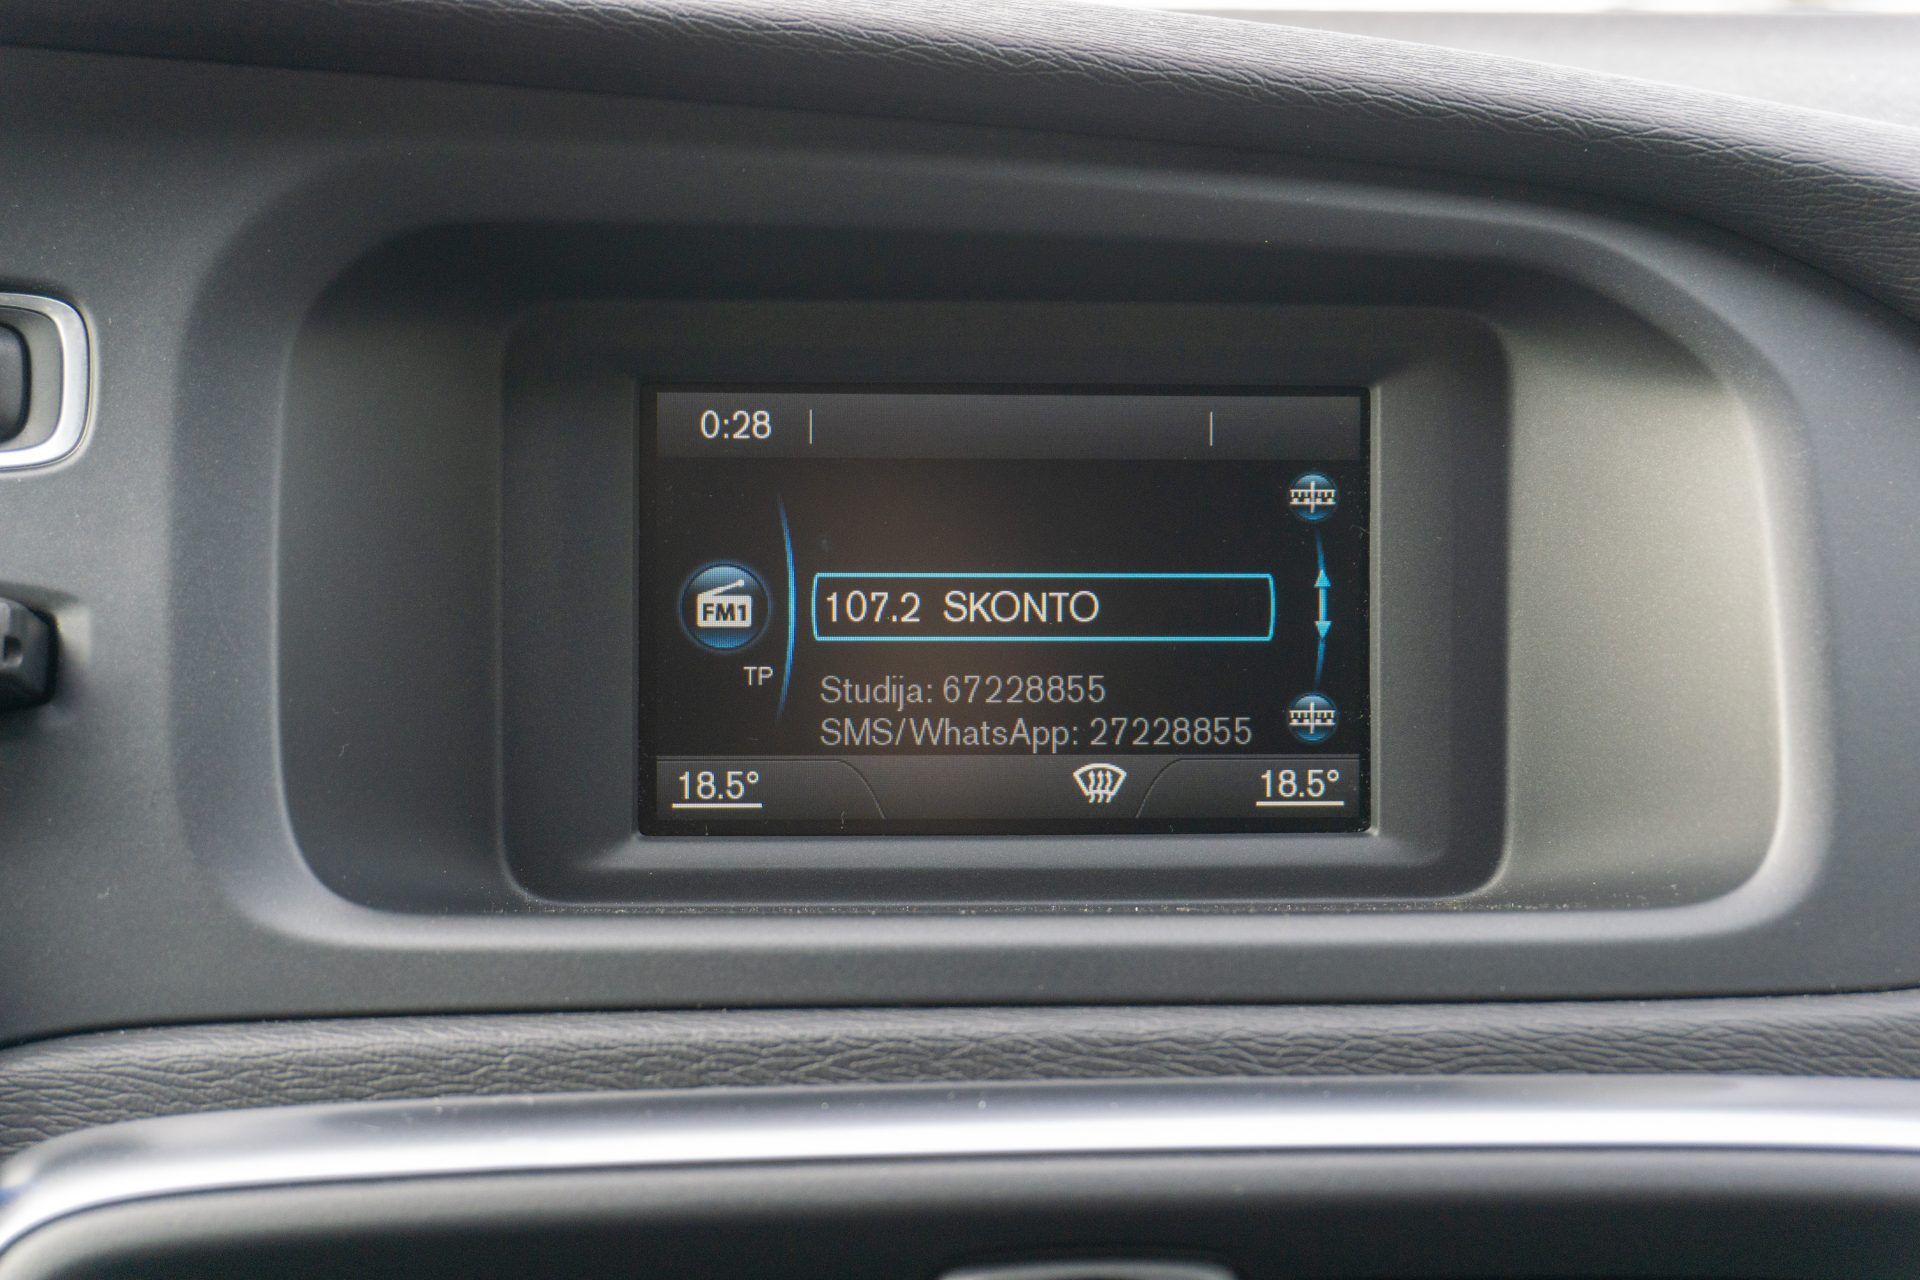 0:28
FM1
107.2 SKONTO
TP
Studija: 67228855
SMS/WhatsApp: 27228855
18.5° 18.5°